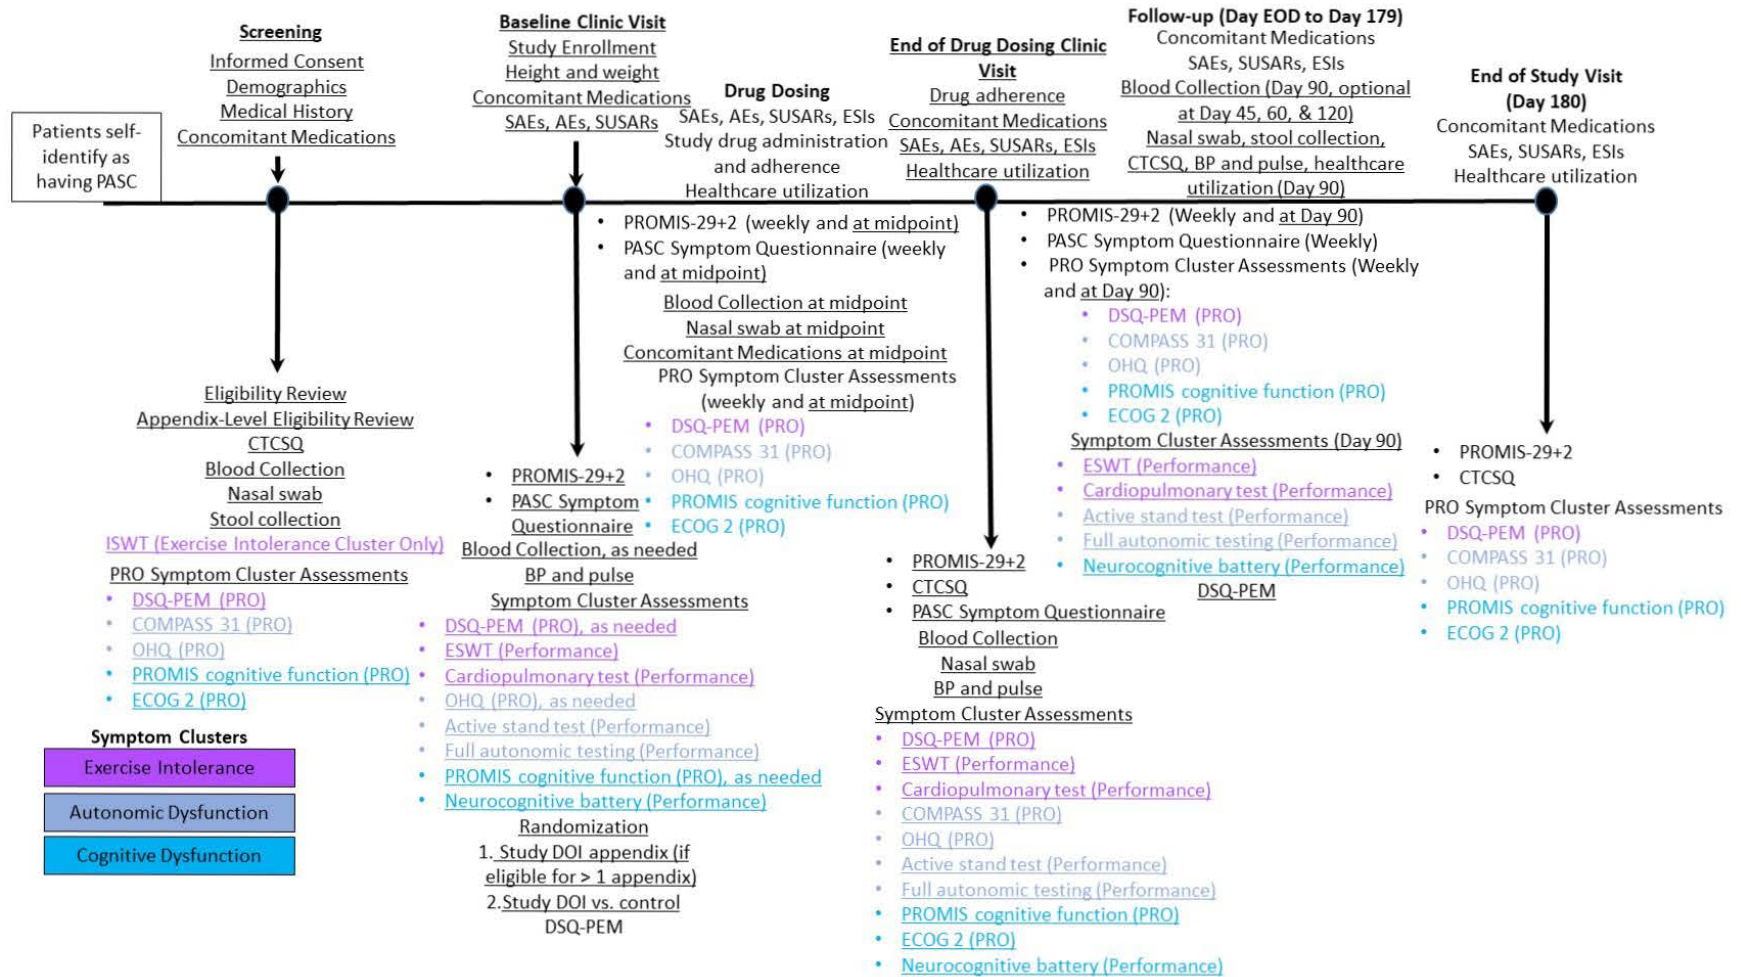 Patients self-
identify as
having PASC
Screening
Informed Consent
Demographics
Medical History
Concomitant Medications
Eligibility Review
Appendix-Level Eligibility Review
CTCSQ
Blood Collection
Nasal swab
Stool collection
ISWT (Exercise Intolerance Cluster Only)
PRO Symptom Cluster Assessments
• DSQ-PEM (PRO)
• COMPASS 31 (PRO)
• OHQ (PRO)
• PROMIS cognitive function (PRO)
• ECOG 2 (PRO)
Symptom Clusters
Exercise Intolerance
Autonomic Dysfunction
Cognitive Dysfunction
Baseline Clinic Visit
Study Enrollment
Height and weight
Concomitant Medications
SAEs, AEs, SUSARs
• PROMIS-29+2
• PASC Symptom
Questionnaire
Blood Collection, as needed
BP and pulse
Symptom Cluster Assessments
• DSQ-PEM (PRO), as needed
• ESWT (Performance)
• Cardiopulmonary test (Performance)
• OHQ (PRO), as needed
• Active stand test (Performance)
• Full autonomic testing (Performance)
• PROMIS cognitive function (PRO), as needed
• Neurocognitive battery (Performance)
Randomization
1. Study DOI appendix (if
eligible for > 1 appendix)
2.Study DOI vs. control
DSQ-PEM
Drug Dosing
SAEs, AEs, SUSARs, ESIs
Study drug administration
and adherence
Healthcare utilization
• PROMIS-29+2 (weekly and at midpoint)
• PASC Symptom Questionnaire (weekly
and at midpoint)
Blood Collection at midpoint
Nasal swab at midpoint
Concomitant Medications at midpoint
PRO Symptom Cluster Assessments
(weekly and at midpoint)
• DSQ-PEM (PRO)
• COMPASS 31 (PRO)
• OHQ (PRO)
• PROMIS cognitive function (PRO)
• ECOG 2 (PRO)
End of Drug Dosing Clinic
Visit
Drug adherence
Concomitant Medications
SAEs, AEs, SUSARs, ESIs
Healthcare utilization
• PROMIS-29+2
• CTCSQ
• PASC Symptom Questionnaire
Blood Collection
Nasal swab
BP and pulse
Symptom Cluster Assessments
• DSQ-PEM (PRO)
• ESWT (Performance)
• Cardiopulmonary test (Performance)
• COMPASS 31 (PRO)
• OHQ (PRO)
• Active stand test (Performance)
• Full autonomic testing (Performance)
• PROMIS cognitive function (PRO)
• ECOG 2 (PRO)
• Neurocognitive battery (Performance)
Follow-up (Day EOD to Day 179)
Concomitant Medications
SAEs, SUSARs, ESIs
Blood Collection (Day 90, optional
at Day 45, 60, & 120)
Nasal swab, stool collection,
CTCSQ, BP and pulse, healthcare
utilization (Day 90)
• PROMIS-29+2 (Weekly and at Day 90)
• PASC Symptom Questionnaire (Weekly)
• PRO Symptom Cluster Assessments (Weekly
and at Day 90):
• DSQ-PEM (PRO)
• COMPASS 31 (PRO)
• OHQ (PRO)
• PROMIS cognitive function (PRO)
• ECOG 2 (PRO)
Symptom Cluster Assessments (Day 90)
• ESWT (Performance)
• Cardiopulmonary test (Performance)
• Active stand test (Performance)
• Full autonomic testing (Performance)
• Neurocognitive battery (Performance)
DSQ-PEM
End of Study Visit
(Day 180)
Concomitant Medications
SAEs, SUSARs, ESIs
Healthcare utilization
• PROMIS-29+2
• CTCSQ
PRO Symptom Cluster Assessments
• DSQ-PEM (PRO)
• COMPASS 31 (PRO)
• OHQ (PRO)
• PROMIS cognitive function (PRO)
• ECOG 2 (PRO)